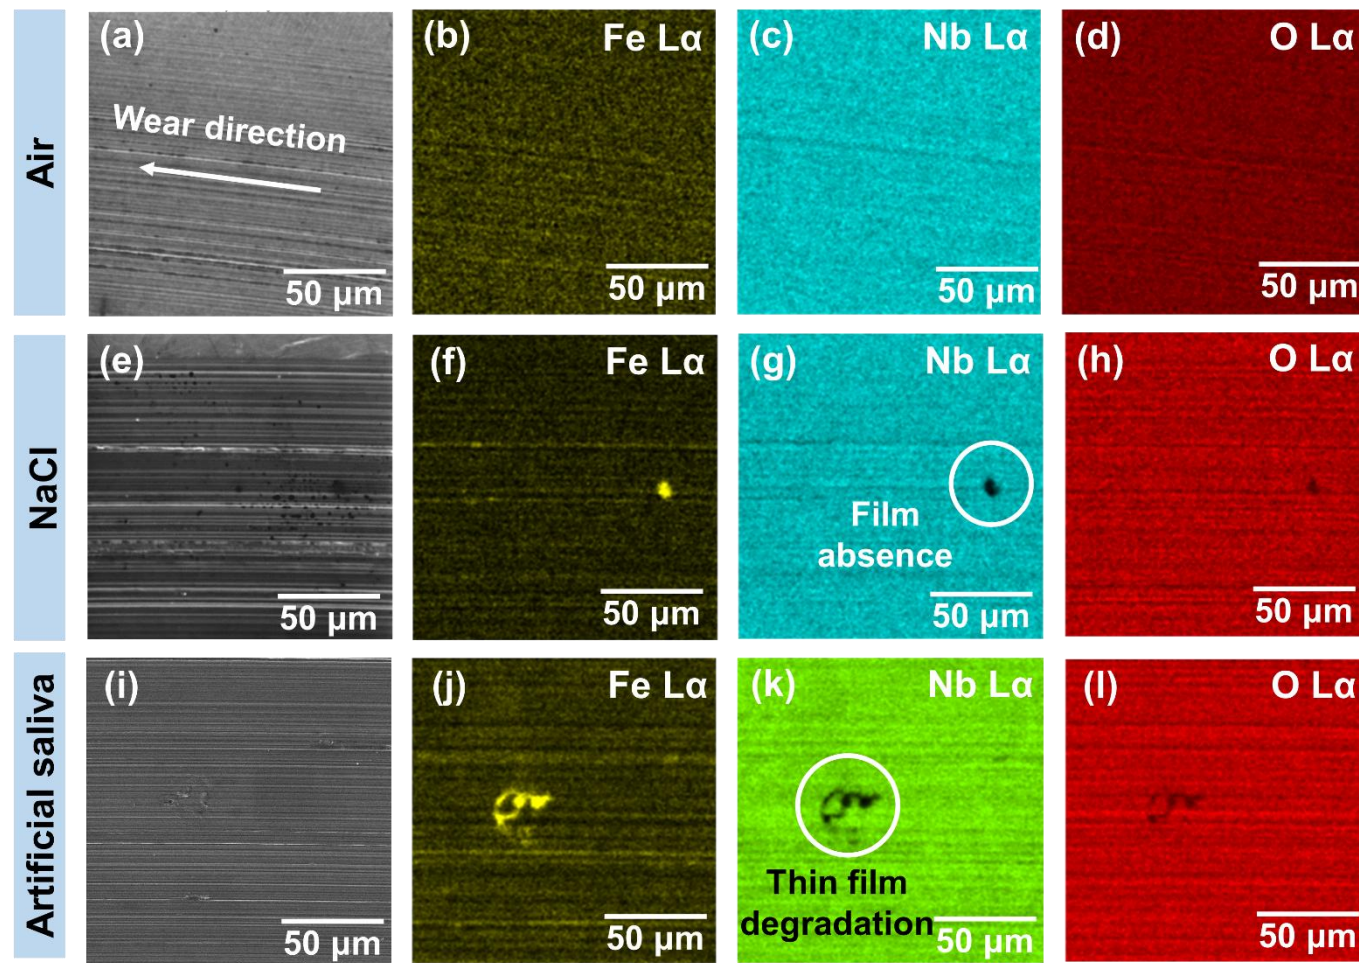 Air
(a)
Wear direction
50 µm
(b)
Fe Lα
50 µm
(c)
Nb Lα
50 µm
(d)
O Lα
50 µm
NaCl
(e)
50 µm
(f)
Fe Lα
50 µm
(g)
Nb Lα
Film
absence
50 µm
(h)
O Lα
50 µm
Artificial saliva
(i)
50 µm
(j)
Fe Lα
50 µm
(k)
Nb Lα
Thin film
degradation
50 µm
(l)
O Lα
50 µm